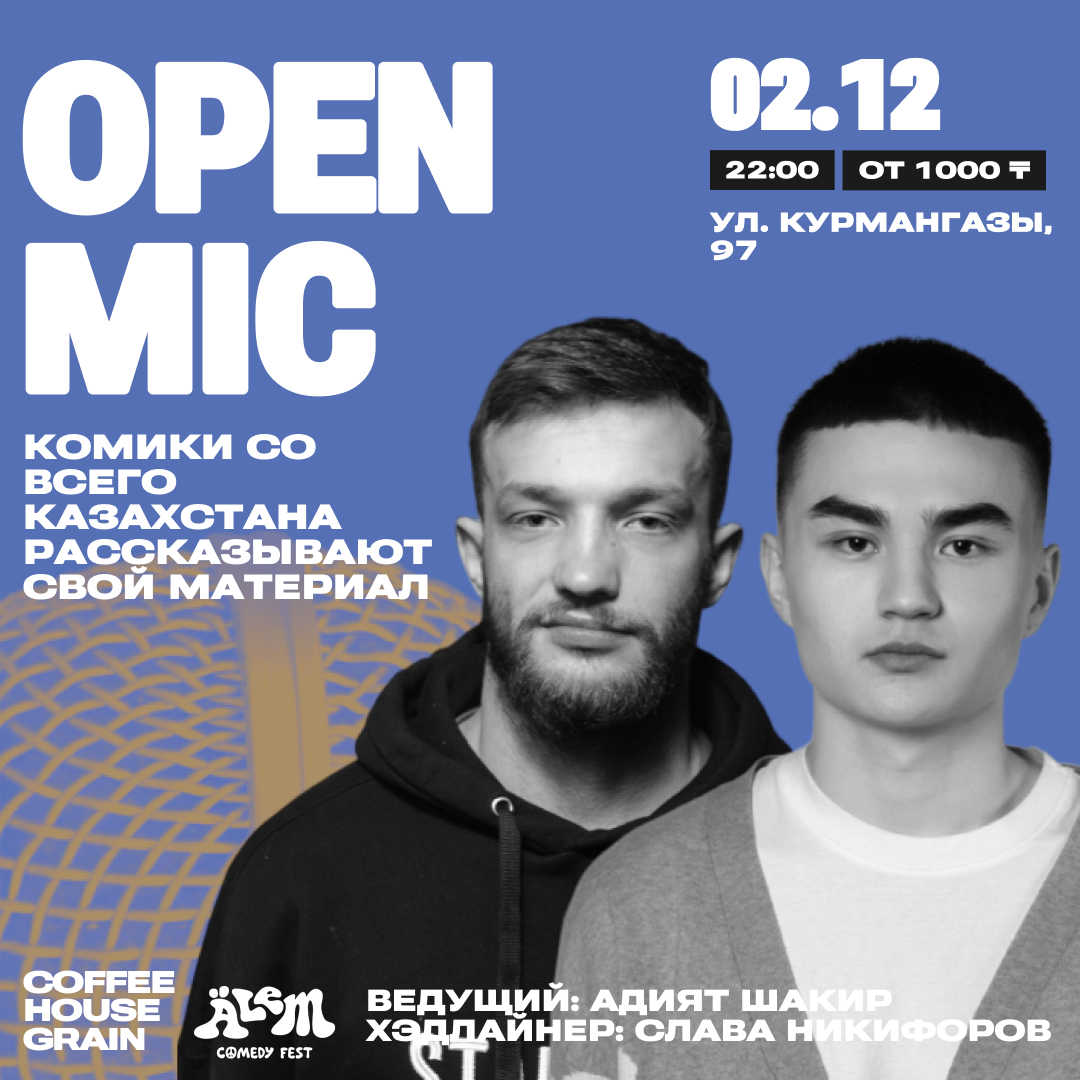 OPEN
MIC
02.12
22:00 ОТ 1000 ₸
УЛ. КУРМАНГАЗЫ,
97
КОМИКИ СО
ВСЕГО
КАЗАХСТАНА
РАССКАЗЫВАЮТ
СВОЙ МАТЕРИАЛ
COFFEE
HOUSE
GRAIN
ÄLEM
COMEDY FEST
ВЕДУЩИЙ: АДИЯТ ШАКИР
ХЭДДАЙНЕР: СЛАВА НИКИФОРОВ